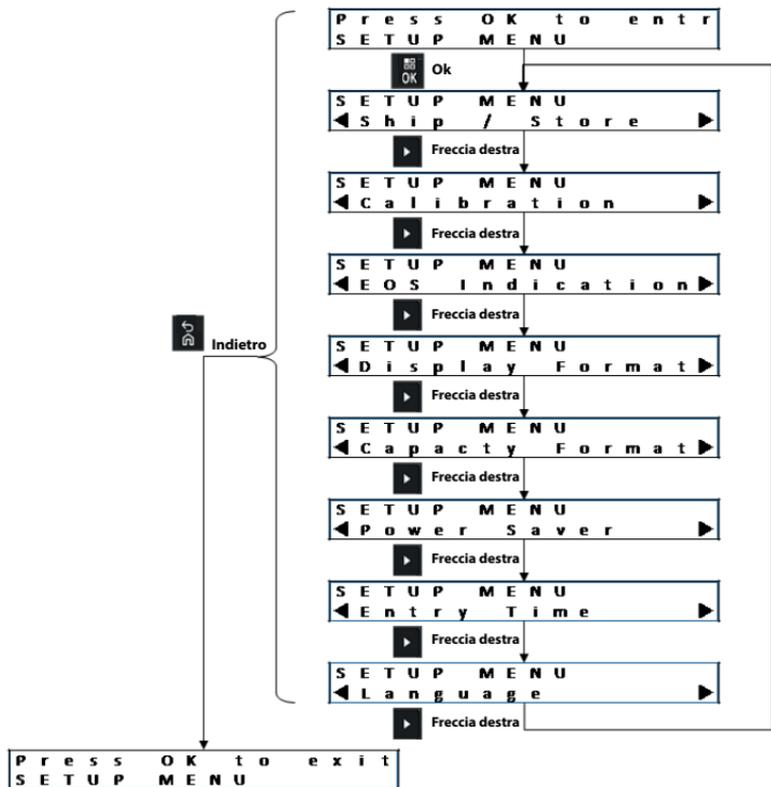 Press OK to entr
SETUP MENU
OK Ok
SETUP MENU
Ship / Store
Freccia destra
SETUP MENU
Calibration
Freccia destra
SETUP MENU
EOS Indication
Freccia destra
Indietro
SETUP MENU
Display Format
Freccia destra
SETUP MENU
Capacty Format
Freccia destra
SETUP MENU
Power Saver
Freccia destra
SETUP MENU
Entry Time
Freccia destra
SETUP MENU
Language
Freccia destra
Press OK to exit
SETUP MENU